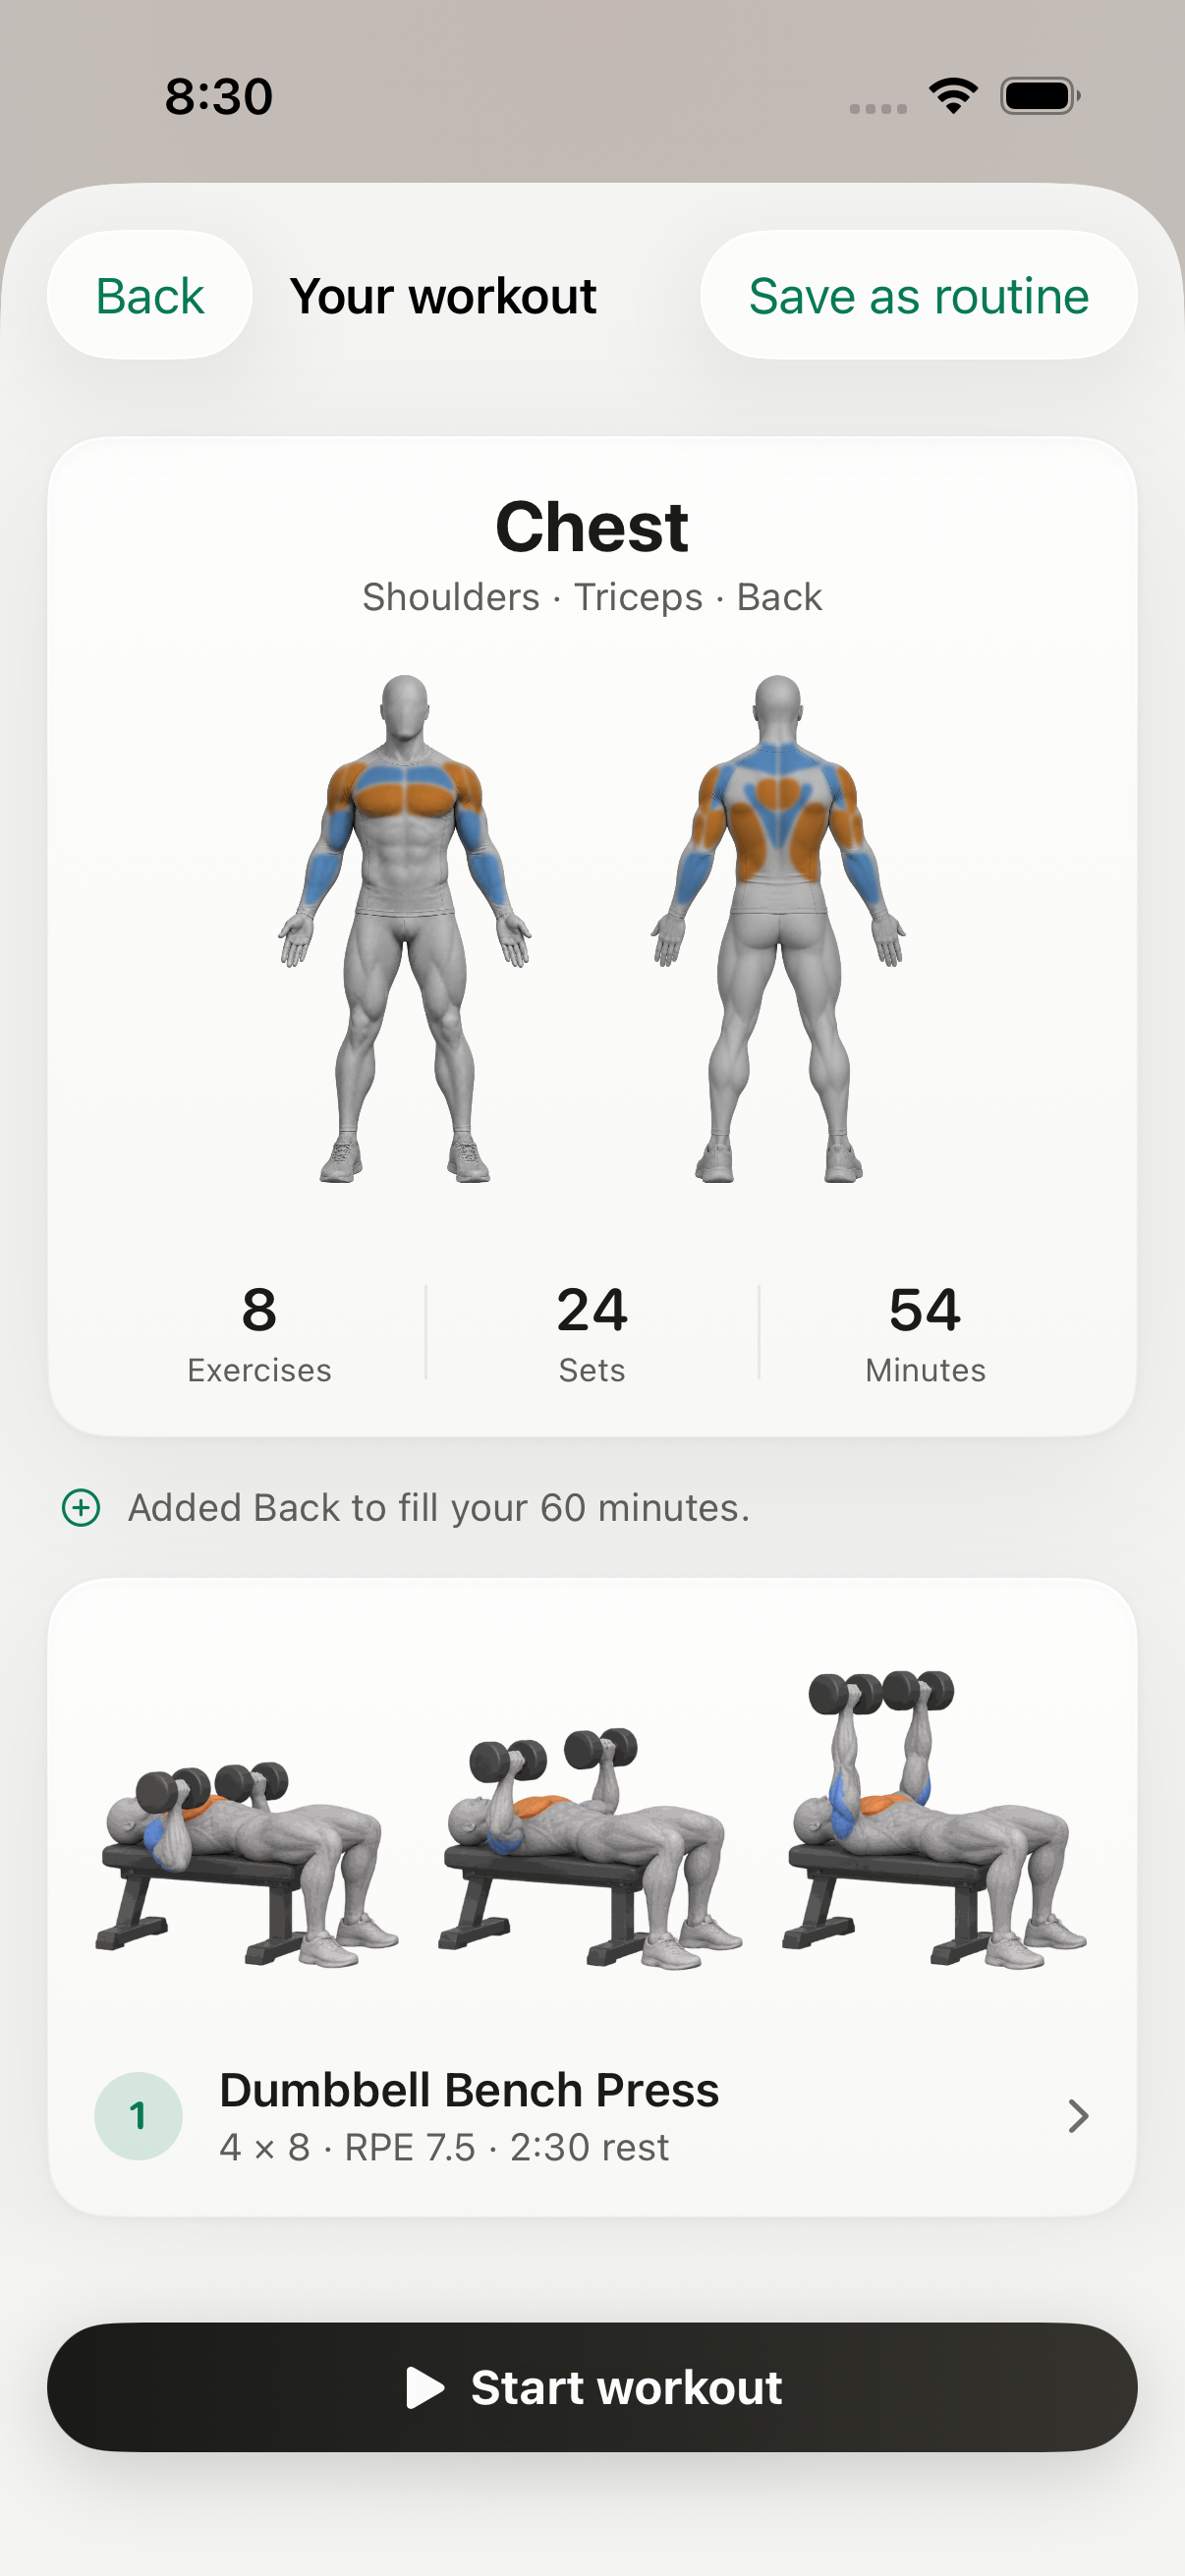 8:30
Back
Your workout
Save as routine
Chest
Shoulders · Triceps · Back
8
24
54
Exercises
Sets
Minutes
Added Back to fill your 60 minutes.
1
Dumbbell Bench Press
4 × 8 · RPE 7.5 · 2:30 rest
Start workout